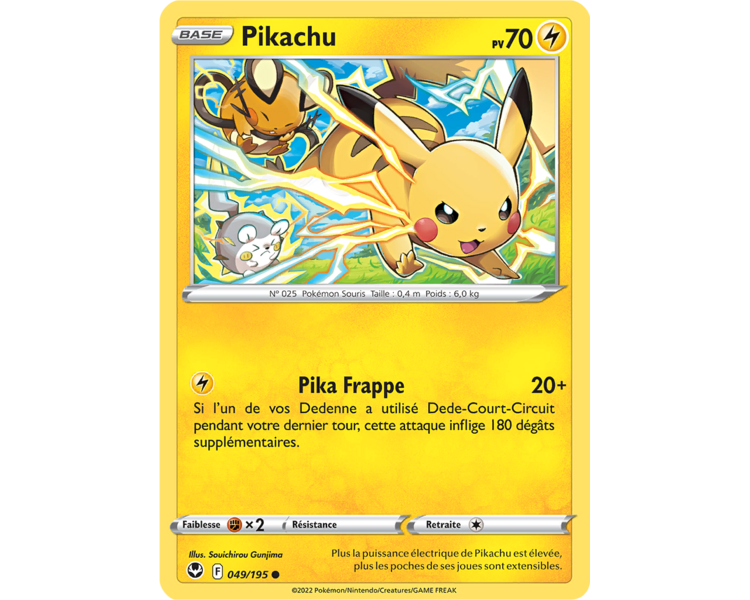 BASE Pikachu PV70
N° 025 Pokémon Souris Taille : 0,4 m Poids : 6,0 kg
Pika Frappe 20+
Si l'un de vos Dedenne a utilisé Dede-Court-Circuit
pendant votre dernier tour, cette attaque inflige 180 dégâts
supplémentaires.
Faiblesse ×2 Résistance Retraite
Illus. Souichirou Gunjima
F 049/195
Plus la puissance électrique de Pikachu est élevée,
plus les poches de ses joues sont extensibles.
©2022 Pokémon/Nintendo/Creatures/GAME FREAK